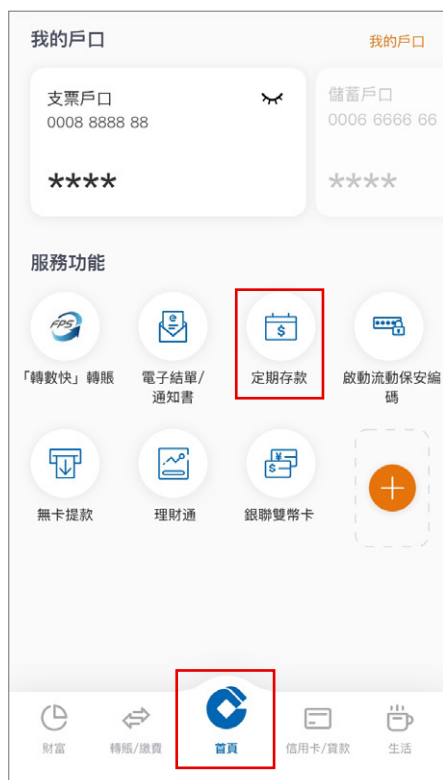 我的戶口
我的戶口
支票戶口
0008 8888 88
****
儲蓄戶口
0006 6666 66
****
服務功能
FPS
「轉數快」轉賬
e
電子結單/
通知書
$
定期存款
****
啟動流動保安編
碼
無卡提款
理財通
¥
$
銀聯雙幣卡
財富
轉賬/繳費
首頁
信用卡/貸款
生活